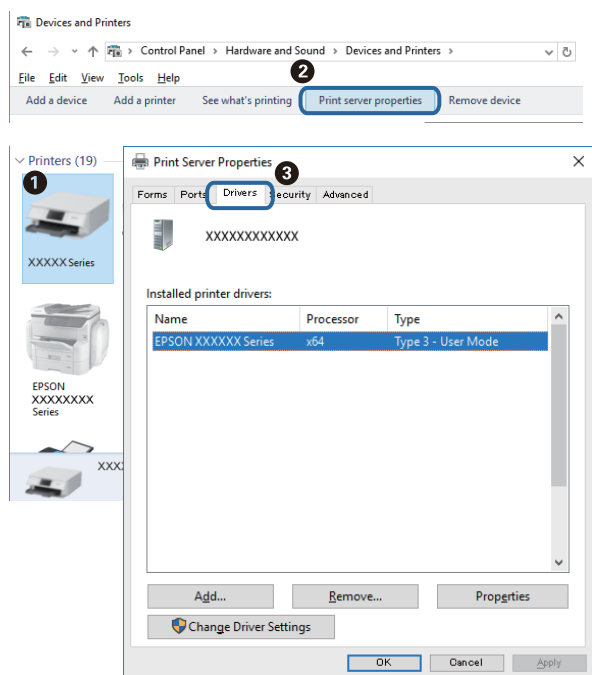 Devices and Printers
Control Panel > Hardware and Sound > Devices and Printers >
2
File Edit View Tools Help
Add a device Add a printer See what's printing Print server properties Remove device
Printers (19)
1
XXXXX Series
EPSON
XXXXXXXX
Series
XXX
Print Server Properties
3
Forms Ports Drivers Security Advanced
XXXXXXXXXXXX
Installed printer drivers:
Name Processor Type
EPSON XXXXXX Series x64 Type 3 - User Mode
Add... Remove... Properties
Change Driver Settings
OK Cancel Apply